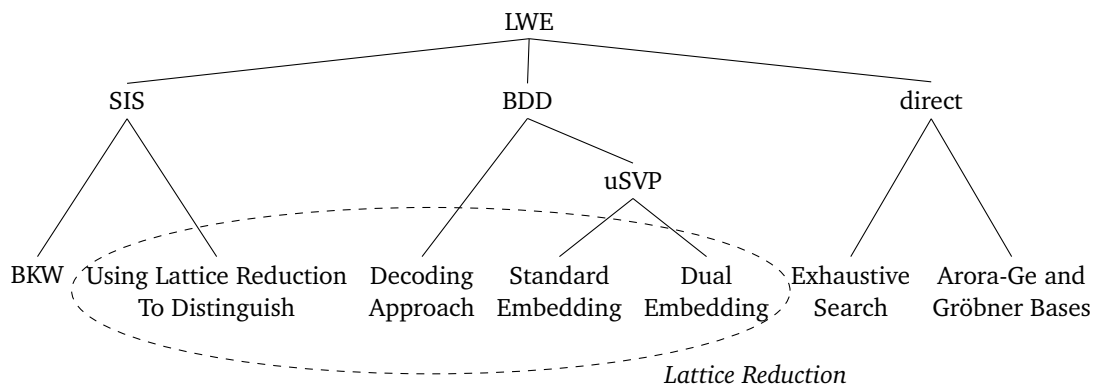 LWE
SIS
BDD
direct
uSVP
BKW
Using Lattice Reduction
To Distinguish
Decoding
Approach
Standard
Embedding
Dual
Embedding
Exhaustive
Search
Arora-Ge and
Gröbner Bases
Lattice Reduction